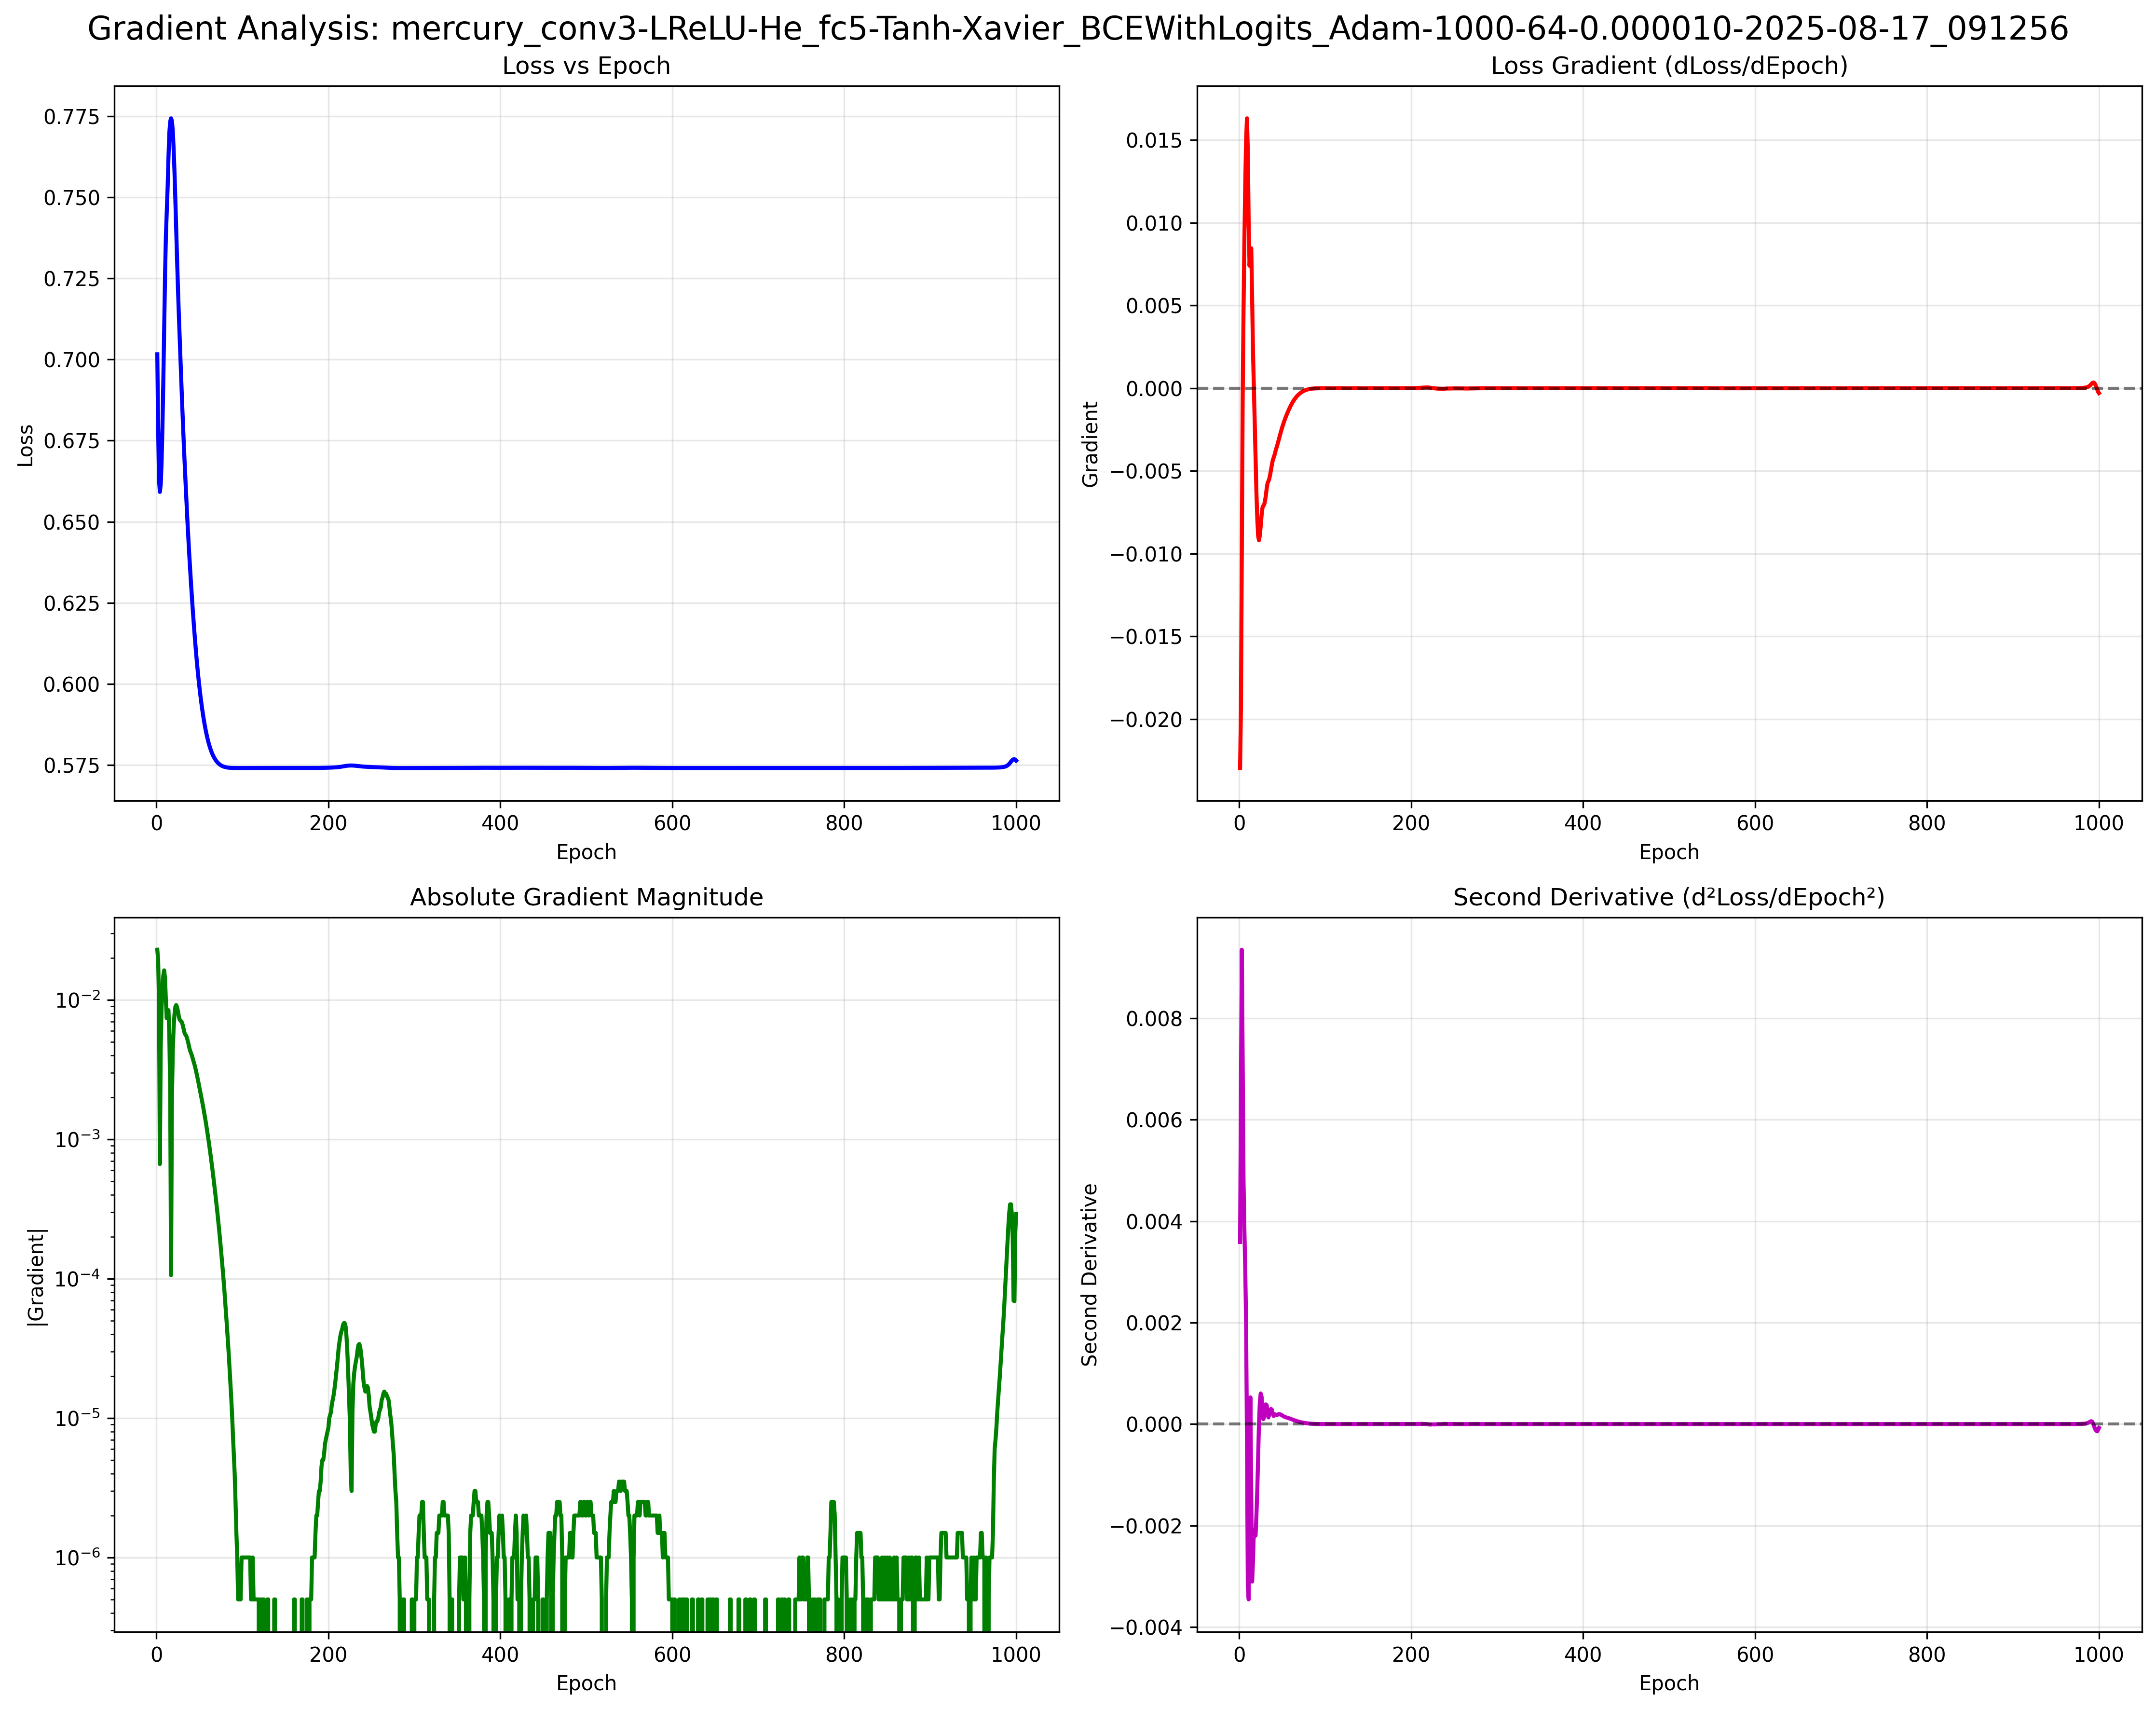 Gradient Analysis: mercury_conv3-LReLU-He_fc5-Tanh-Xavier_BCEWithLogits_Adam-1000-64-0.000010-2025-08-17_091256
Loss vs Epoch
0.775
0.750
0.725
0.700
0.675
0.650
0.625
0.600
0.575
Loss
0 200 400 600 800 1000
Epoch
Loss Gradient (dLoss/dEpoch)
0.015
0.010
0.005
0.000
−0.005
−0.010
−0.015
−0.020
Gradient
0 200 400 600 800 1000
Epoch
Absolute Gradient Magnitude
10⁻²
10⁻³
10⁻⁴
10⁻⁵
10⁻⁶
|Gradient|
0 200 400 600 800 1000
Epoch
Second Derivative (d²Loss/dEpoch²)
0.008
0.006
0.004
0.002
0.000
−0.002
−0.004
Second Derivative
0 200 400 600 800 1000
Epoch